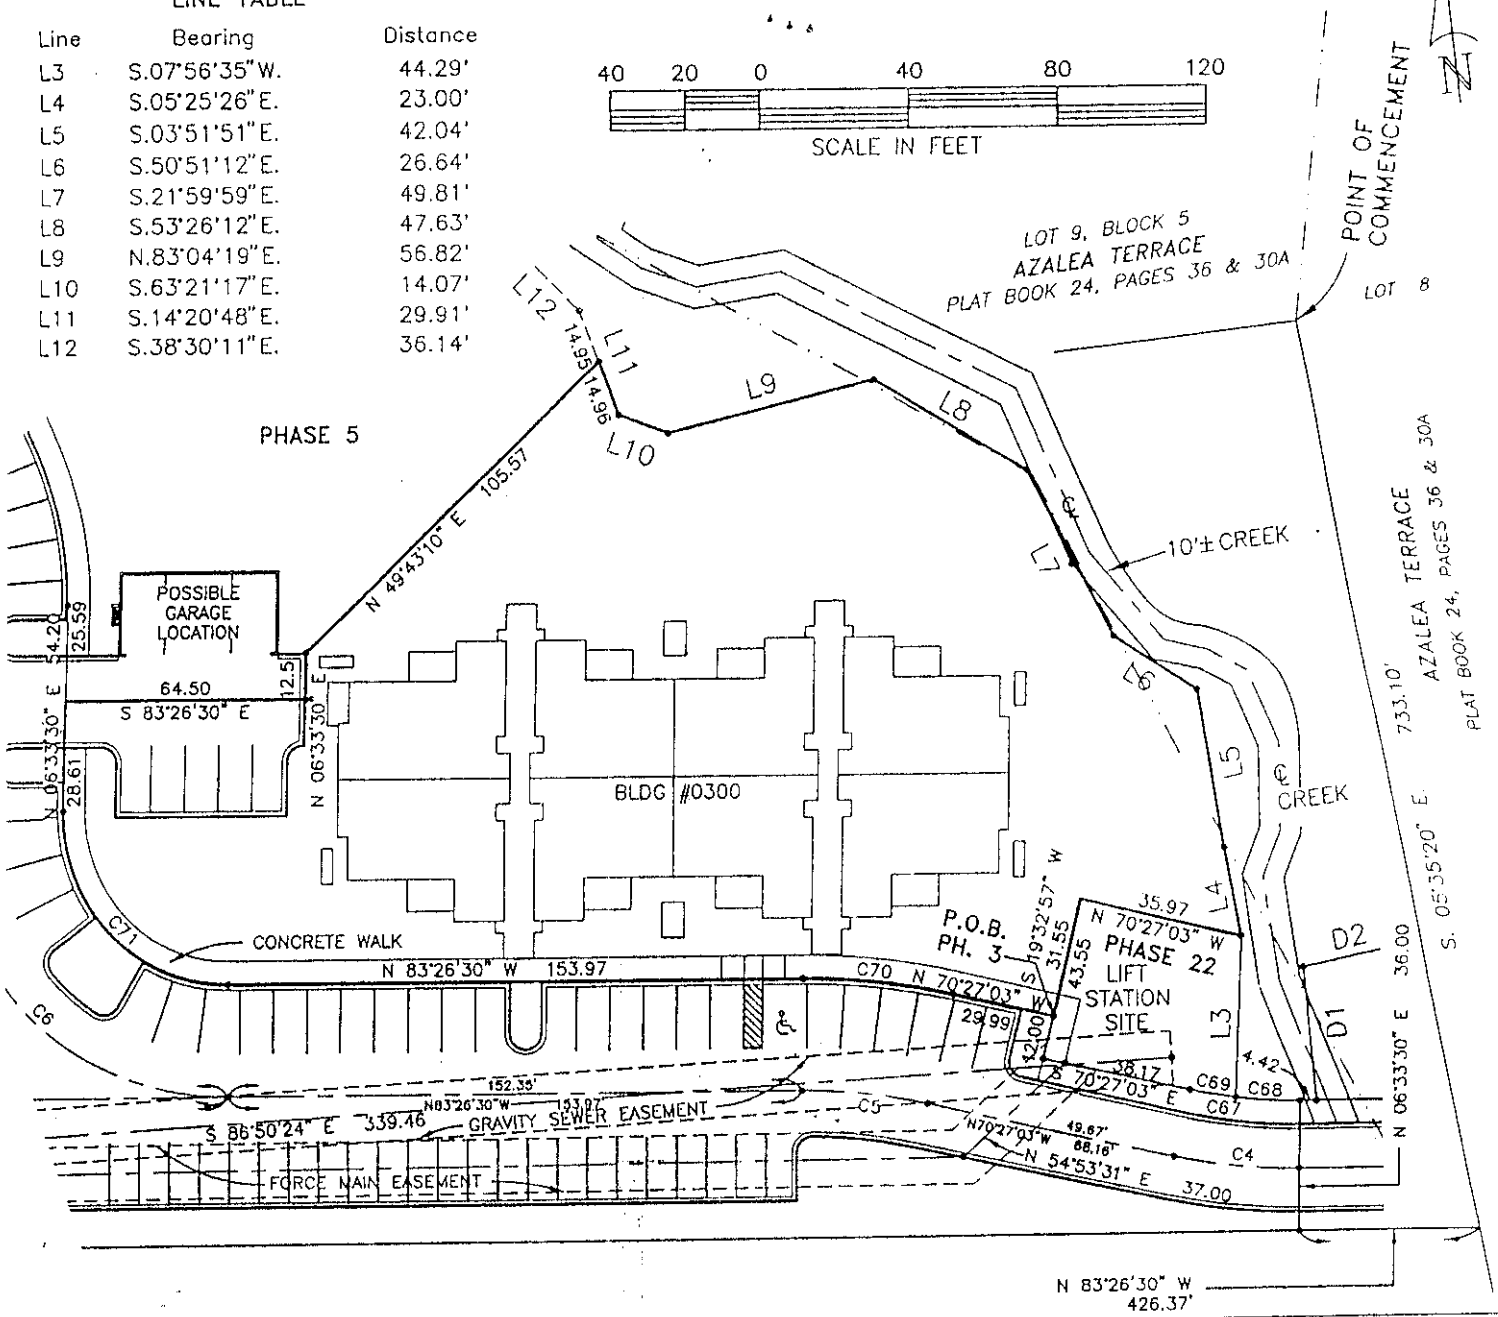 LINE TABLE
Line Bearing Distance
L3 S.07°56'35"W. 44.29'
L4 S.05°25'26"E. 23.00'
L5 S.03°51'51"E. 42.04'
L6 S.50°51'12"E. 26.64'
L7 S.21°59'59"E. 49.81'
L8 S.53°26'12"E. 47.63'
L9 N.83°04'19"E. 56.82'
L10 S.63°21'17"E. 14.07'
L11 S.14°20'48"E. 29.91'
L12 S.38°30'11"E. 36.14'
40 20 0 40 80 120
SCALE IN FEET
N
POINT OF
COMMENCEMENT
LOT 9, BLOCK 5
AZALEA TERRACE
PLAT BOOK 24, PAGES 36 & 30A
LOT 8
L12
L11
14.95
14.96
L10
L9
L8
L7
L6
L5
L4
L3
PHASE 5
N 49°43'10" E 105.57
10'± CREEK
℄
℄
CREEK
733.10'
S. 05°35'20" E.
AZALEA TERRACE
PLAT BOOK 24, PAGES 36 & 30A
POSSIBLE
GARAGE
LOCATION
N 06°33'30" E 54.20
25.59
28.61
64.50
S 83°26'30" E
12.5
N 06°33'30" E
BLDG #0300
P.O.B.
PH. 3
S 19°32'57" W
31.55
43.55
35.97
N 70°27'03" W
PHASE 22
LIFT
STATION
SITE
D2
D1
36.00
N 06°33'30" E
C71
CONCRETE WALK
N 83°26'30" W 153.97
C70
N 70°27'03" W
29.99
12.00
38.17
S 70°27'03" E
C69
C68
C67
4.42
C6
152.35'
N83°26'30"W 153.97
S 86°50'24" E 339.46
GRAVITY SEWER EASEMENT
C5
N70°27'03"W
49.67'
68.16'
C4
N 54°53'31" E 37.00
FORCE MAIN EASEMENT
N 83°26'30" W
426.37'